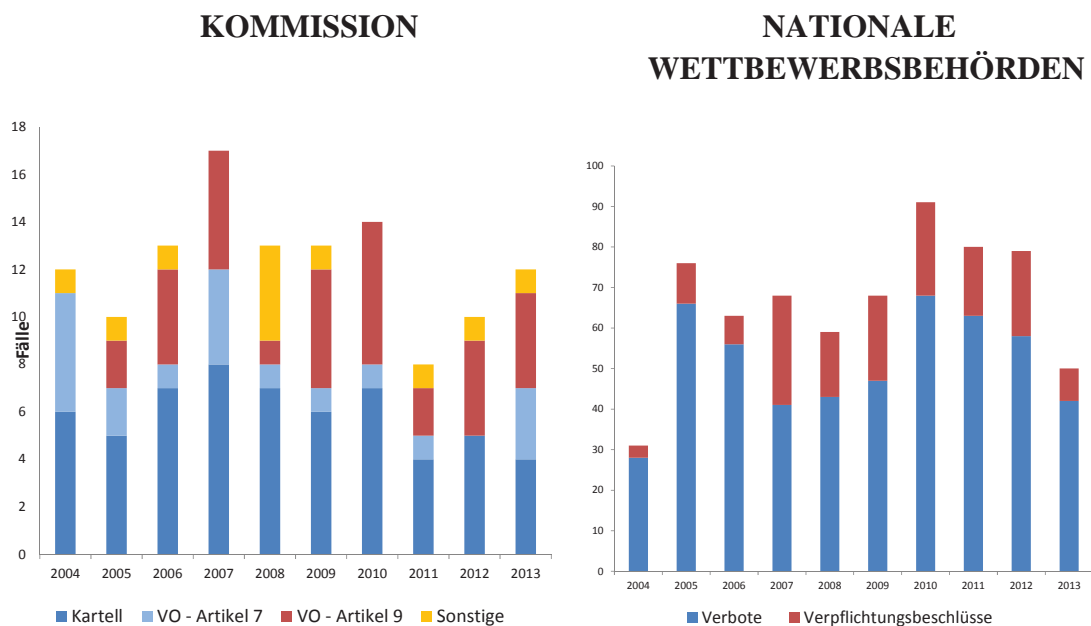 KOMMISSION
18
16
14
12
10
8
6
4
2
0
Fälle
2004 2005 2006 2007 2008 2009 2010 2011 2012 2013
Kartell VO - Artikel 7 VO - Artikel 9 Sonstige
NATIONALE
WETTBEWERBSBEHÖRDEN
100
90
80
70
60
50
40
30
20
10
0
2004 2005 2006 2007 2008 2009 2010 2011 2012 2013
Verbote Verpflichtungsbeschlüsse